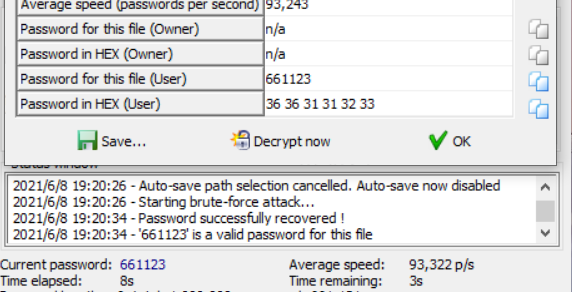 Average speed (passwords per second) 93,243
Password for this file (Owner) n/a
Password in HEX (Owner) n/a
Password for this file (User) 661123
Password in HEX (User) 36 36 31 31 32 33
Save... Decrypt now OK
Status window
2021/6/8 19:20:26 - Auto-save path selection cancelled. Auto-save now disabled
2021/6/8 19:20:26 - Starting brute-force attack...
2021/6/8 19:20:34 - Password successfully recovered !
2021/6/8 19:20:34 - '661123' is a valid password for this file
Current password: 661123 Average speed: 93,322 p/s
Time elapsed: 8s Time remaining: 3s